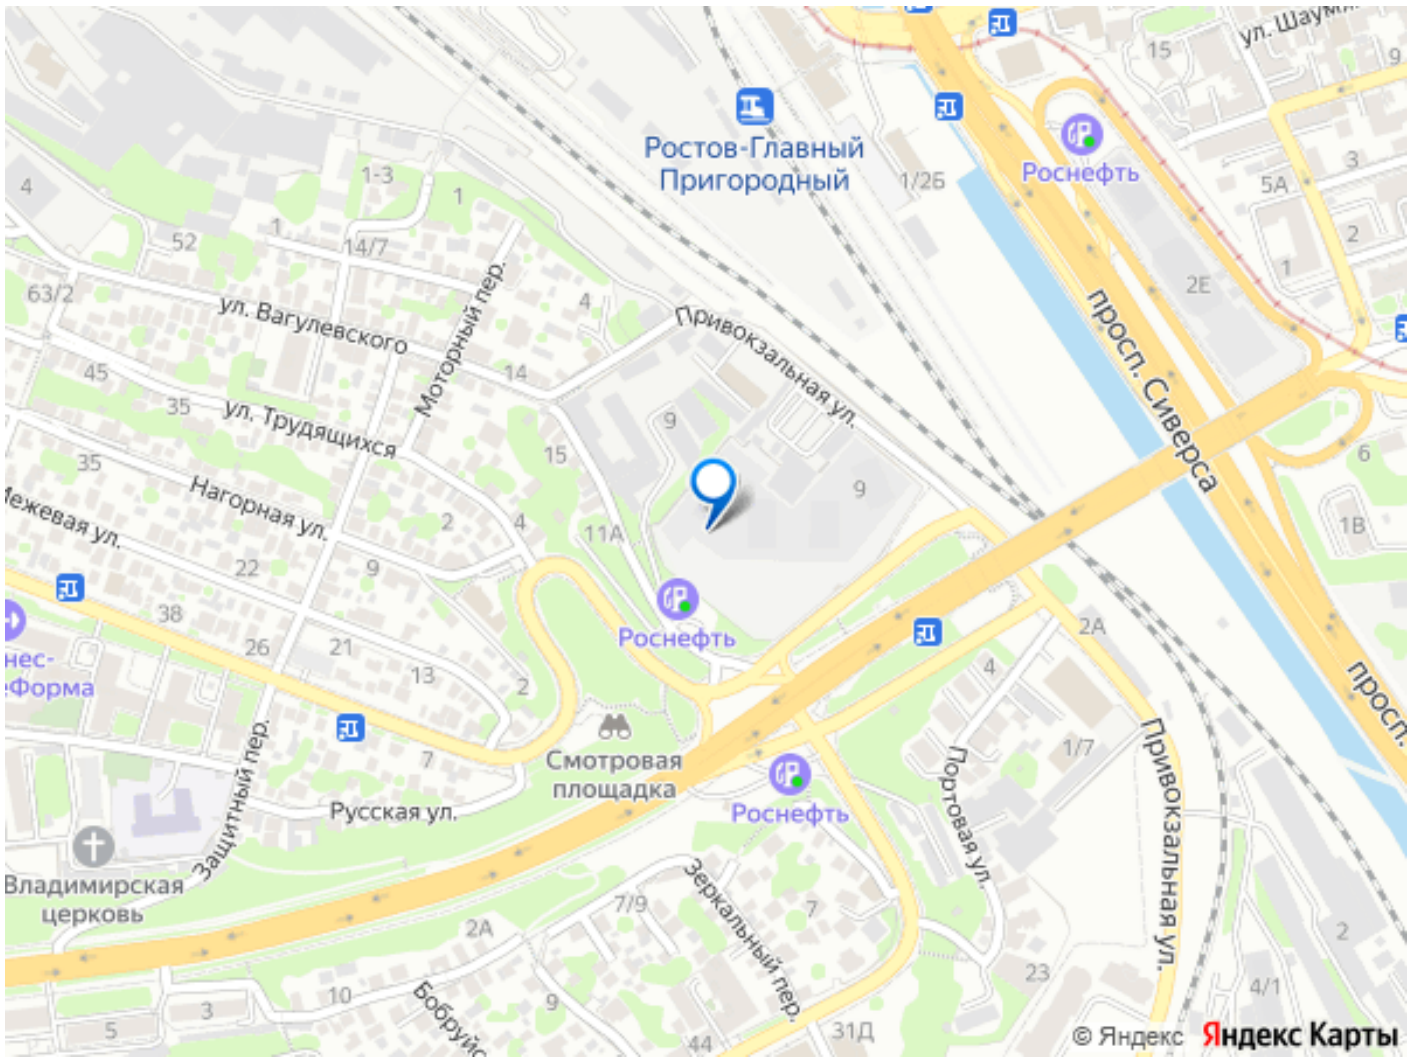 ул. Шаумя
15
9
Ростов-Главный
Пригородный
1/2Б
Роснефть
3
5А
4
1-3
1
52
1
14/7
2
63/2
ул. Вагулевского
Моторный пер.
4
Привокзальная ул.
1
2Е
просп. Сиверса
45
14
35
ул. Трудящихся
9
15
6
35
Нагорная ул.
9
Межевая ул.
2
4
11А
1В
22
9
38
26
21
Роснефть
2А
нес-
еФорма
13
2
4
просп.
7
Смотровая
площадка
1/7
Привокзальная ул.
Защитный пер.
Русская ул.
Роснефть
Портовая ул.
Владимирская
церковь
7/9
Зеркальный пер.
7
2А
2
10
23
3
5
Бобруйс
9
44
31Д
4/1
© Яндекс Яндекс Карты